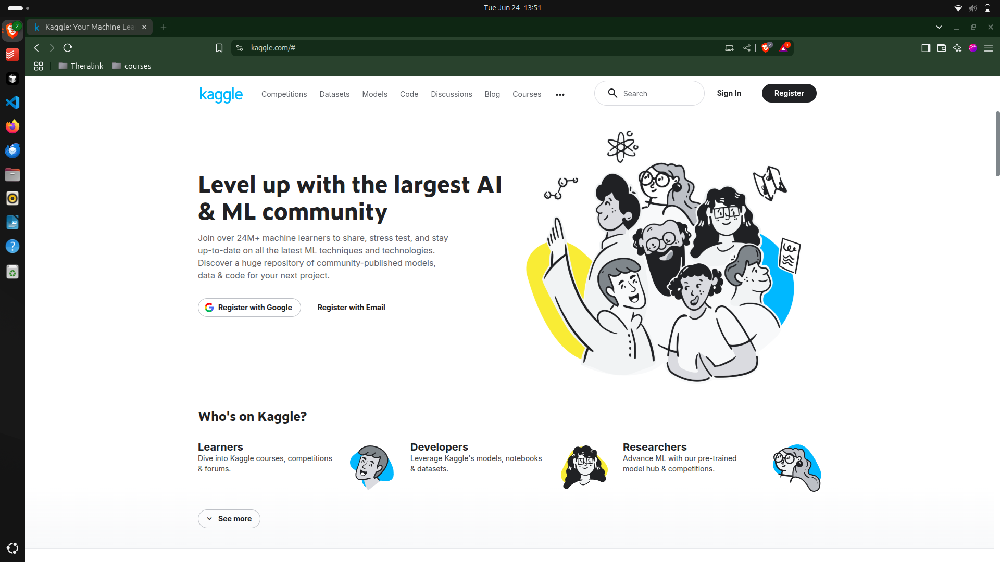 Tue Jun 24 13:51
2
k Kaggle: Your Machine Lea
kaggle.com/#
2
1
Theralink
courses
kaggle
Competitions
Datasets
Models
Code
Discussions
Blog
Courses
Search
Sign In
Register
Level up with the largest AI
& ML community
Join over 24M+ machine learners to share, stress test, and stay
up-to-date on all the latest ML techniques and technologies.
Discover a huge repository of community-published models,
data & code for your next project.
Register with Google
Register with Email
Who's on Kaggle?
Learners
Dive into Kaggle courses, competitions
& forums.
Developers
Leverage Kaggle's models, notebooks
& datasets.
Researchers
Advance ML with our pre-trained
model hub & competitions.
See more